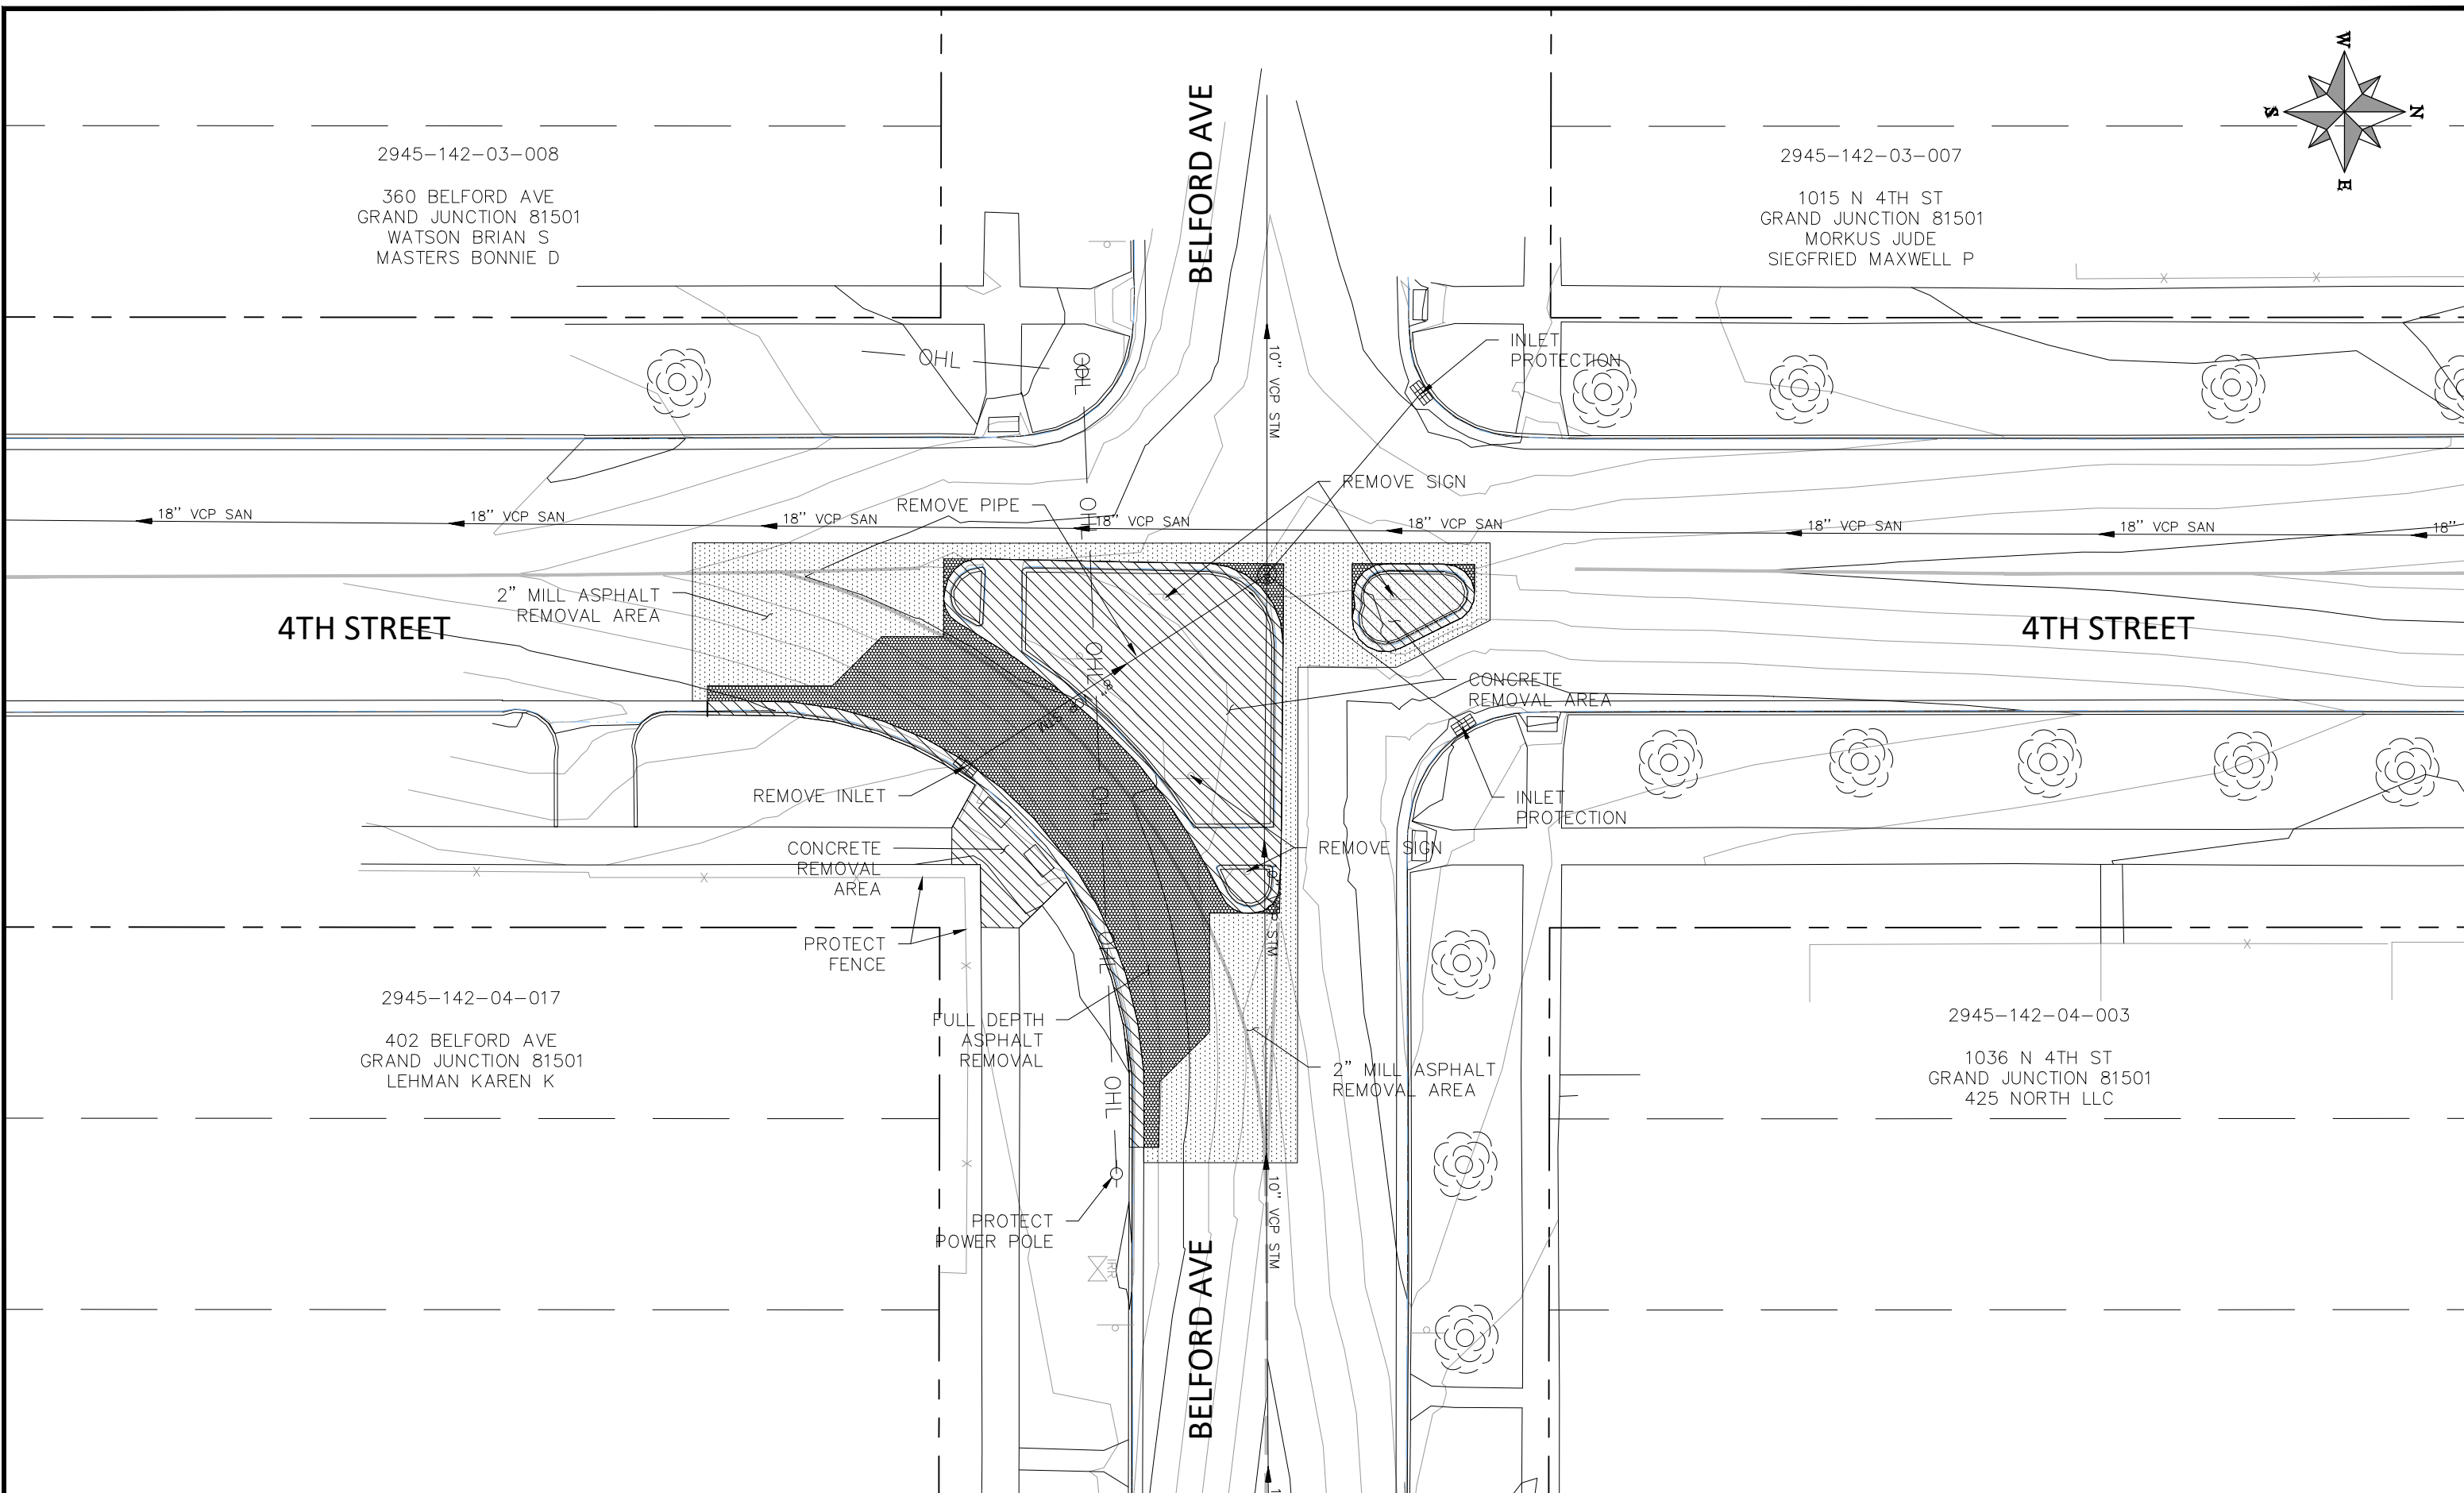 W
N
S
E
BELFORD AVE
2945-142-03-008
360 BELFORD AVE
GRAND JUNCTION 81501
WATSON BRIAN S
MASTERS BONNIE D
2945-142-03-007
1015 N 4TH ST
GRAND JUNCTION 81501
MORKUS JUDE
SIEGFRIED MAXWELL P
OHL
OHL
10" VCP STM
INLET
PROTECTION
REMOVE SIGN
REMOVE PIPE
OHL
18" VCP SAN
18" VCP SAN
18" VCP SAN
18" VCP SAN
18" VCP SAN
18" VCP SAN
18" VCP SAN
18"
2" MILL ASPHALT
REMOVAL AREA
4TH STREET
4TH STREET
OHL
OHL
CONCRETE
REMOVAL AREA
REMOVE INLET
OHL
INLET
PROTECTION
CONCRETE
REMOVAL
AREA
REMOVE SIGN
PROTECT
FENCE
OHL
2945-142-04-017
402 BELFORD AVE
GRAND JUNCTION 81501
LEHMAN KAREN K
FULL DEPTH
ASPHALT
REMOVAL
2" MILL ASPHALT
REMOVAL AREA
2945-142-04-003
1036 N 4TH ST
GRAND JUNCTION 81501
425 NORTH LLC
OHL
PROTECT
POWER POLE
10" VCP STM
IRR
BELFORD AVE